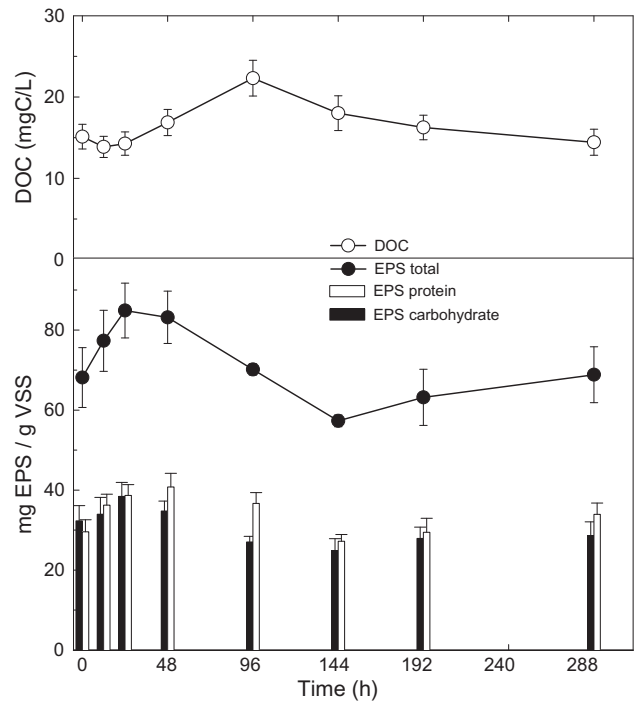 30
20
10
0
DOC (mgC/L)
DOC
EPS total
EPS protein
EPS carbohydrate
80
60
40
20
0
mg EPS / g VSS
0 48 96 144 192 240 288
Time (h)